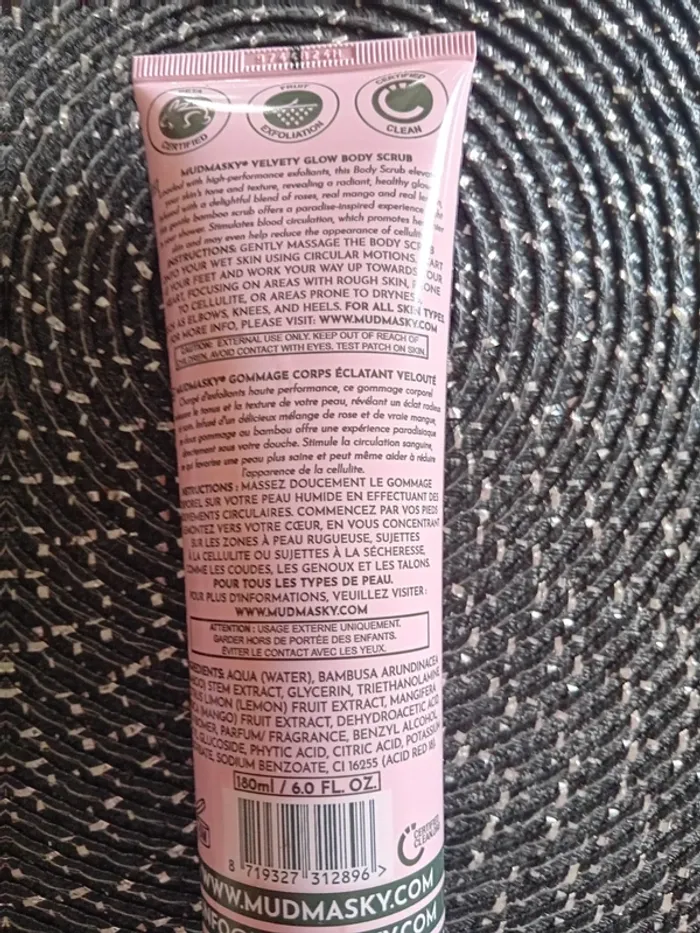 CERTIFIED
FRUIT
EXFOLIATION
CERTIFIED
CLEAN
MUDMASKY® VELVETY GLOW BODY SCRUB
with high-performance exfoliants, this Body Scrub
your skin's tone and texture, revealing a radiant, healthy
with a delightful blend of roses, real mango and real
gentle bamboo scrub offers a paradise-inspired experience
your shower. Stimulates blood circulation, which promotes
skin and may even help reduce the appearance of
INSTRUCTIONS: GENTLY MASSAGE THE BODY
YOUR WET SKIN USING CIRCULAR MOTIONS.
YOUR FEET AND WORK YOUR WAY UP TOWARDS
FOCUSING ON AREAS WITH ROUGH SKIN,
TO CELLULITE, OR AREAS PRONE TO
AS ELBOWS, KNEES, AND HEELS. FOR ALL SKIN TYPES.
MORE INFO, PLEASE VISIT: WWW.MUDMASKY.COM
CAUTION: EXTERNAL USE ONLY. KEEP OUT OF REACH OF
CHILDREN. AVOID CONTACT WITH EYES. TEST PATCH ON SKIN.
MUDMASKY® GOMMAGE CORPS ÉCLATANT VELOUTÉ
Chargé d'exfoliants haute performance, ce gommage corporel
le tonus et la texture de votre peau, révélant un éclat
Infusé d'un délicieux mélange de rose et de vraie mangue,
gommage au bambou offre une expérience paradisiaque
directement sous votre douche. Stimule la circulation sanguine,
qui favorise une peau plus saine et peut même aider à réduire
l'apparence de la cellulite.
INSTRUCTIONS : MASSEZ DOUCEMENT LE GOMMAGE
SUR VOTRE PEAU HUMIDE EN EFFECTUANT DES
MOUVEMENTS CIRCULAIRES. COMMENCEZ PAR VOS PIEDS
REMONTEZ VERS VOTRE CŒUR, EN VOUS CONCENTRANT
SUR LES ZONES À PEAU RUGUEUSE, SUJETTES
À LA CELLULITE OU SUJETTES À LA SÉCHERESSE,
COMME LES COUDES, LES GENOUX ET LES TALONS.
POUR TOUS LES TYPES DE PEAU.
POUR PLUS D'INFORMATIONS, VEUILLEZ VISITER :
WWW.MUDMASKY.COM
ATTENTION : USAGE EXTERNE UNIQUEMENT.
GARDER HORS DE PORTÉE DES ENFANTS.
ÉVITER LE CONTACT AVEC LES YEUX.
INGREDIENTS: AQUA (WATER), BAMBUSA ARUNDINACEA
STEM EXTRACT, GLYCERIN, TRIETHANOLAMINE,
LIMON (LEMON) FRUIT EXTRACT, MANGIFERA
MANGO) FRUIT EXTRACT, DEHYDROACETIC
PARFUM/ FRAGRANCE, BENZYL ALCOHOL,
GLUCOSIDE, PHYTIC ACID, CITRIC ACID, POTASSIUM
SODIUM BENZOATE, CI 16255 (ACID RED 18).
180ml / 6.0 FL. OZ.
CERTIFIED
CLEAN
8 719327 312896 >
WWW.MUDMASKY.COM